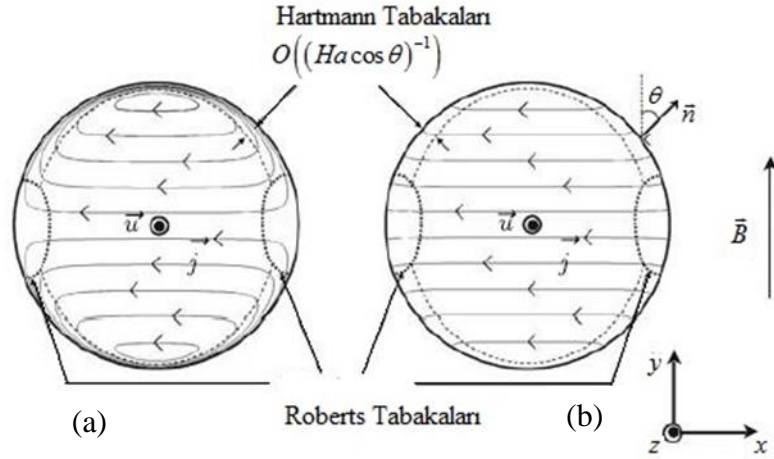 Hartmann Tabakaları
O((Ha cos θ)⁻¹)
θ
n⃗
u⃗
j⃗
u⃗
j⃗
B⃗
(a)
Roberts Tabakaları
(b)
y
z
x